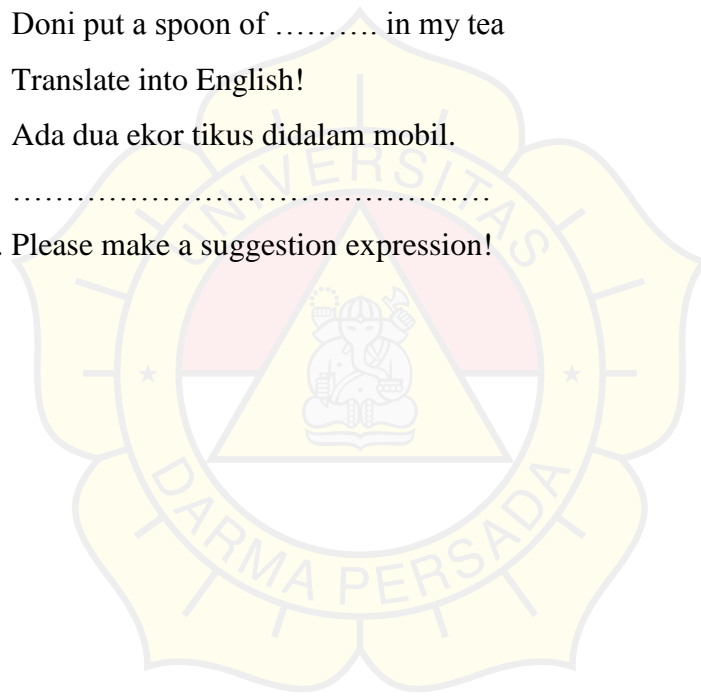 Doni put a spoon of ………. in my tea
Translate into English!
Ada dua ekor tikus didalam mobil.
………………………………………
. Please make a suggestion expression!
UNIVERSITAS
DARMA PERSADA